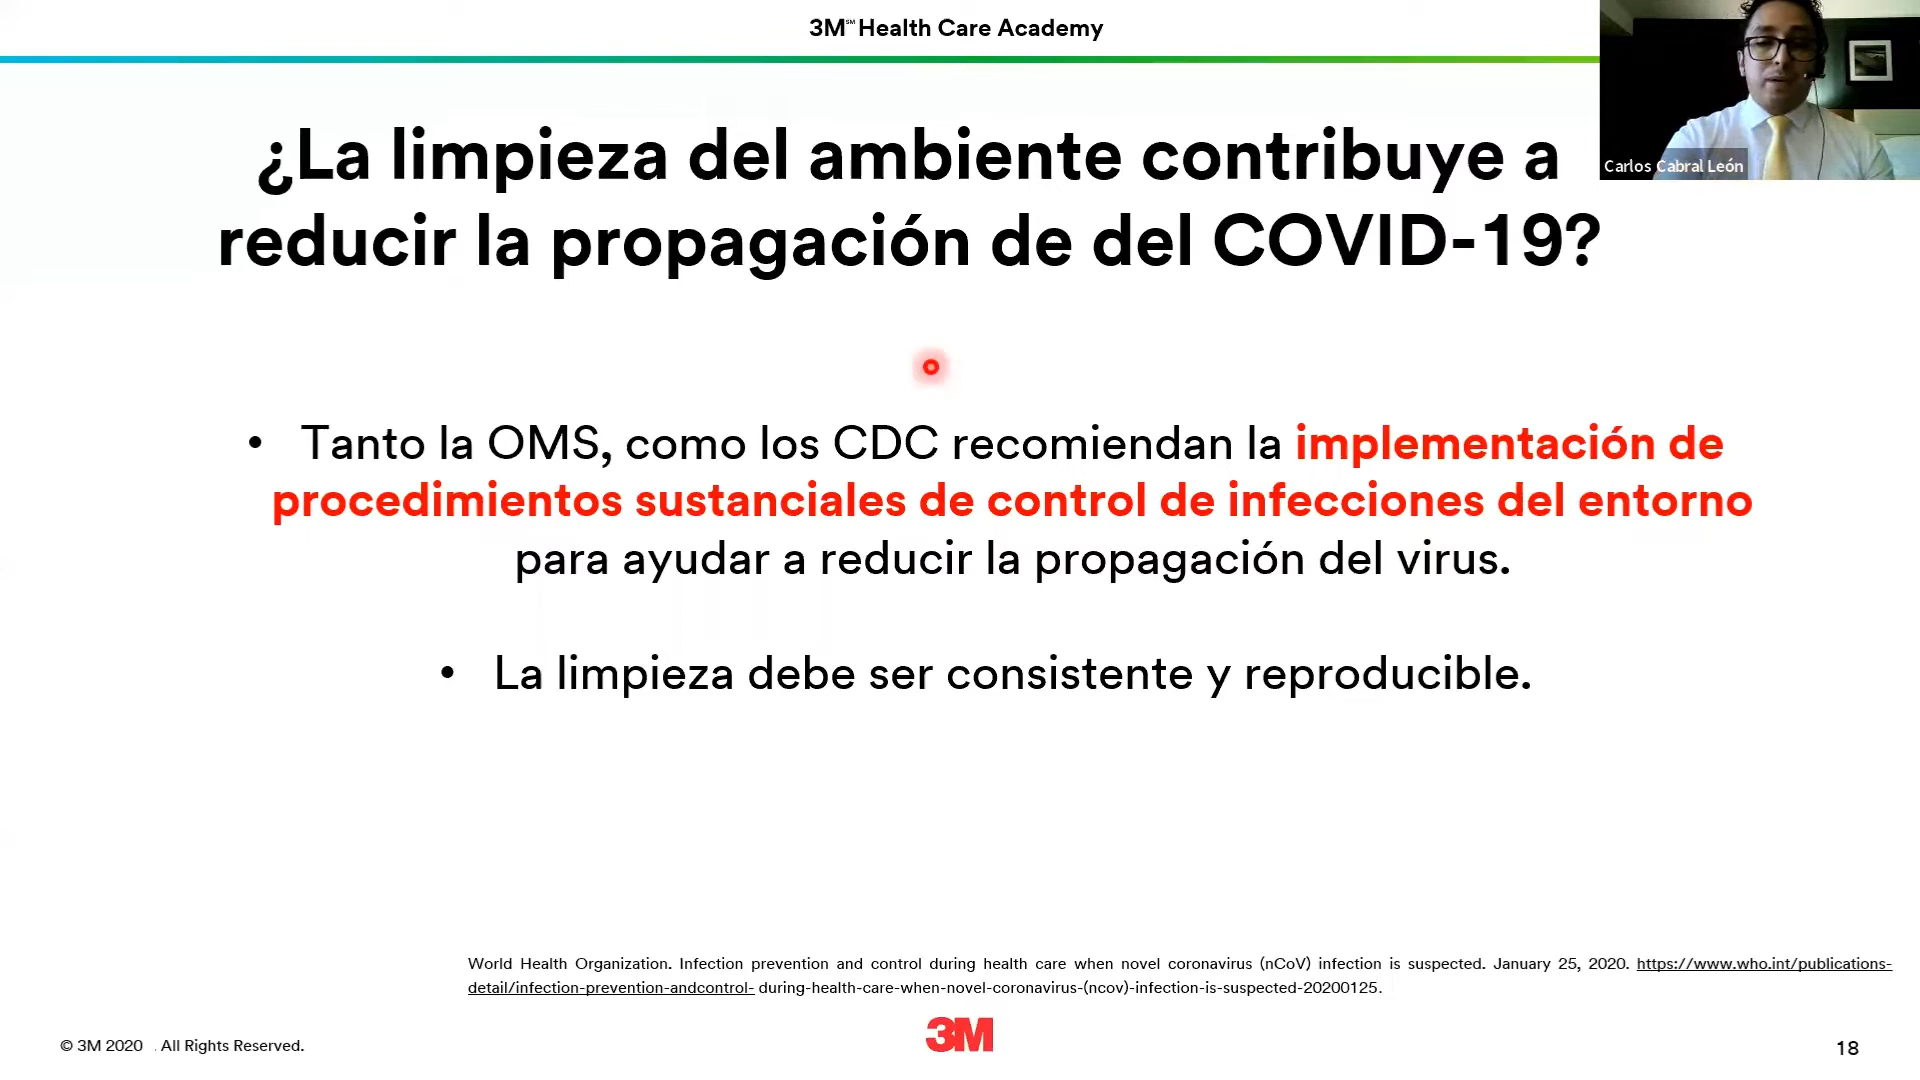 3M℠ Health Care Academy
Carlos Cabral León
¿La limpieza del ambiente contribuye a
reducir la propagación de del COVID-19?
• Tanto la OMS, como los CDC recomiendan la implementación de
procedimientos sustanciales de control de infecciones del entorno
para ayudar a reducir la propagación del virus.
• La limpieza debe ser consistente y reproducible.
World Health Organization. Infection prevention and control during health care when novel coronavirus (nCoV) infection is suspected. January 25, 2020. https://www.who.int/publications-
detail/infection-prevention-andcontrol- during-health-care-when-novel-coronavirus-(ncov)-infection-is-suspected-20200125.
© 3M 2020 . All Rights Reserved.
3M
18